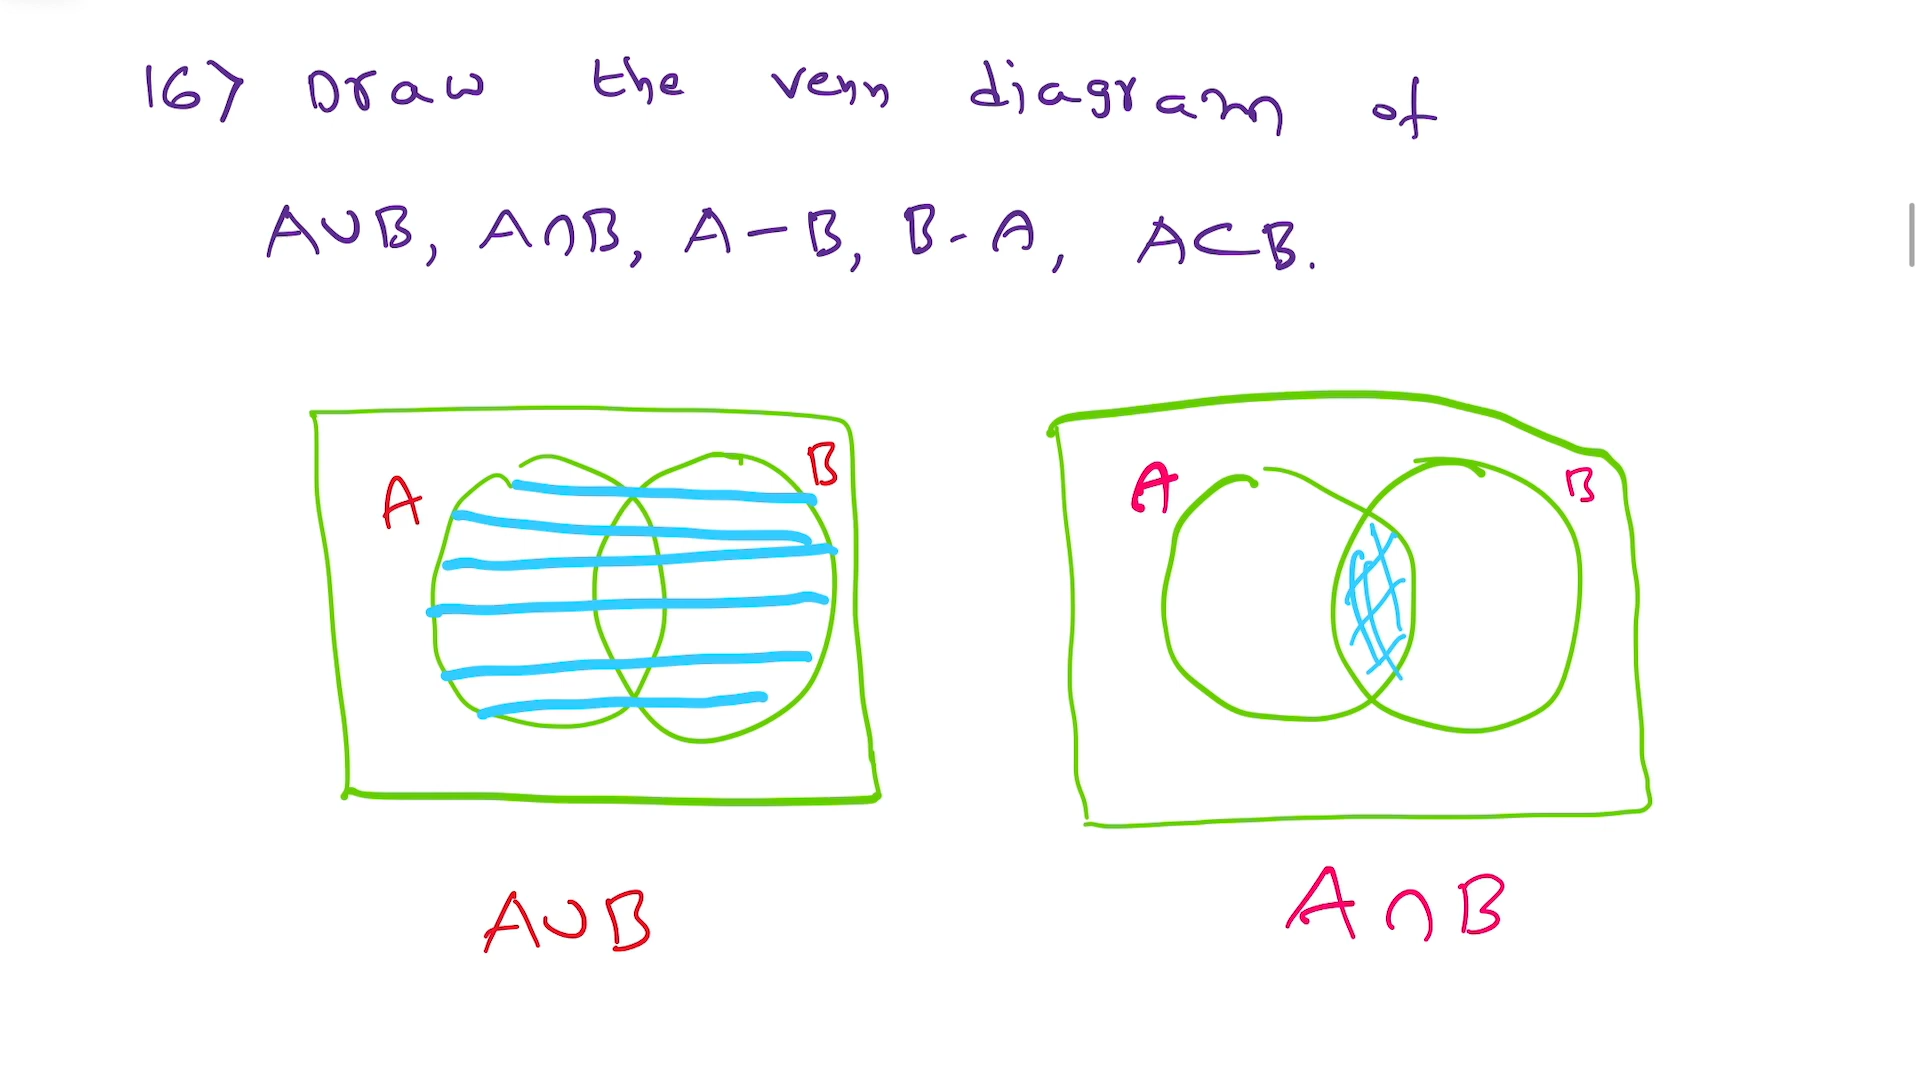 16> Draw the venn diagram of
A∪B, A∩B, A-B, B-A, A⊂B.
A B
A B
A∪B
A∩B